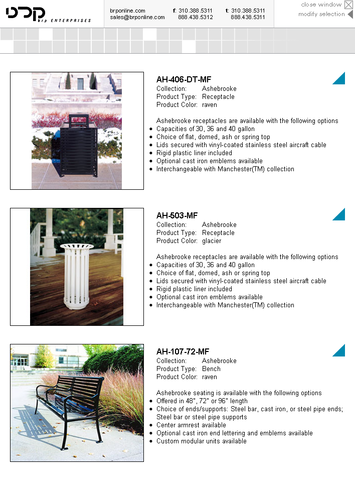 brp ENTERPRISES
brponline.com f: 310.388.5311 t: 310.388.5311
sales@brponline.com 888.438.5312 888.438.5311
close window
modify selection
AH-406-DT-MF
Collection: Ashebrooke
Product Type: Receptacle
Product Color: raven
Ashebrooke receptacles are available with the following options
Capacities of 30, 36 and 40 gallon
Choice of flat, domed, ash or spring top
Lids secured with vinyl-coated stainless steel aircraft cable
Rigid plastic liner included
Optional cast iron emblems available
Interchangeable with Manchester(TM) collection
AH-503-MF
Collection: Ashebrooke
Product Type: Receptacle
Product Color: glacier
Ashebrooke receptacles are available with the following options
Capacities of 30, 36 and 40 gallon
Choice of flat, domed, ash or spring top
Lids secured with vinyl-coated stainless steel aircraft cable
Rigid plastic liner included
Optional cast iron emblems available
Interchangeable with Manchester(TM) collection
AH-107-72-MF
Collection: Ashebrooke
Product Type: Bench
Product Color: raven
Ashebrooke seating is available with the following options
Offered in 48", 72" or 96" length
Choice of ends/supports: Steel bar, cast iron, or steel pipe ends;
Steel bar or steel pipe supports
Center armrest available
Optional cast iron end lettering and emblems available
Custom modular units available